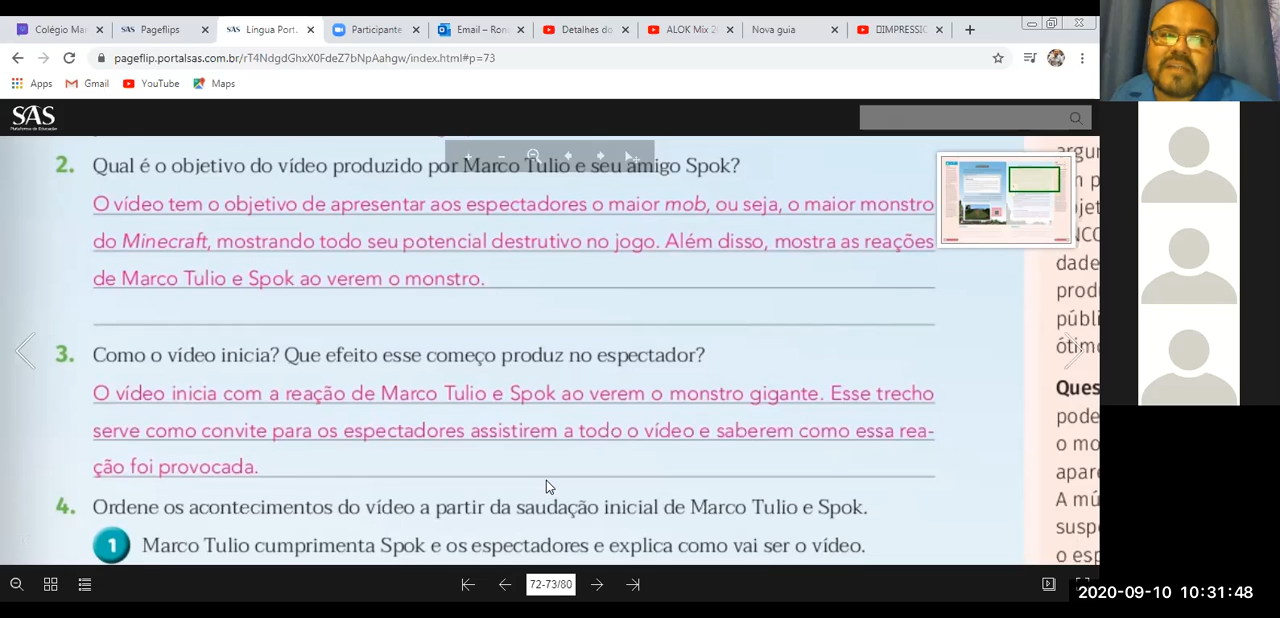 Colégio Mar
Pageflips
Língua Port.
Participante
Email – Ron
Detalhes do
ALOK Mix 2
Nova guia
IMPRESSIC
pageflip.portalsas.com.br/rT4NdgdGhxX0FdeZ7bNpAahgw/index.html#p=73
Apps
Gmail
YouTube
Maps
SAS
Plataforma de Educação
2. Qual é o objetivo do vídeo produzido por Marco Tulio e seu amigo Spok?
O vídeo tem o objetivo de apresentar aos espectadores o maior mob, ou seja, o maior monstro
do Minecraft, mostrando todo seu potencial destrutivo no jogo. Além disso, mostra as reações
de Marco Tulio e Spok ao verem o monstro.
3. Como o vídeo inicia? Que efeito esse começo produz no espectador?
O vídeo inicia com a reação de Marco Tulio e Spok ao verem o monstro gigante. Esse trecho
serve como convite para os espectadores assistirem a todo o vídeo e saberem como essa rea-
ção foi provocada.
4. Ordene os acontecimentos do vídeo a partir da saudação inicial de Marco Tulio e Spok.
1 Marco Tulio cumprimenta Spok e os espectadores e explica como vai ser o vídeo.
argu
dade
prod
públi
ótim
Ques
pode
o mo
apare
A mú
susp
o esp
72-73/80
2020-09-10 10:31:48